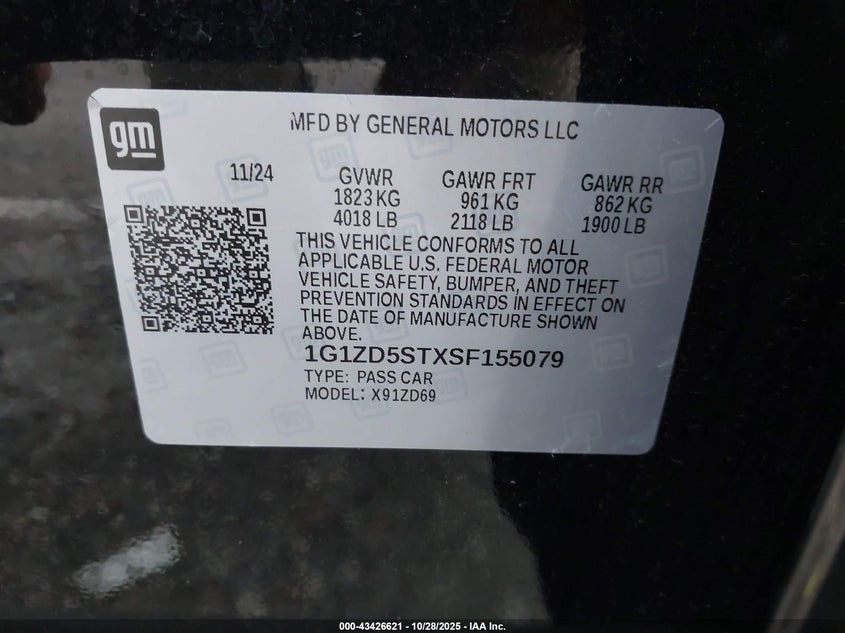 gm
MFD BY GENERAL MOTORS LLC
11/24 GVWR GAWR FRT GAWR RR
1823 KG 961 KG 862 KG
4018 LB 2118 LB 1900 LB
THIS VEHICLE CONFORMS TO ALL
APPLICABLE U.S. FEDERAL MOTOR
VEHICLE SAFETY, BUMPER, AND THEFT
PREVENTION STANDARDS IN EFFECT ON
THE DATE OF MANUFACTURE SHOWN
ABOVE.
1G1ZD5STXSF155079
TYPE: PASS CAR
MODEL: X91ZD69
000-43426621 - 10/28/2025 - IAA Inc.